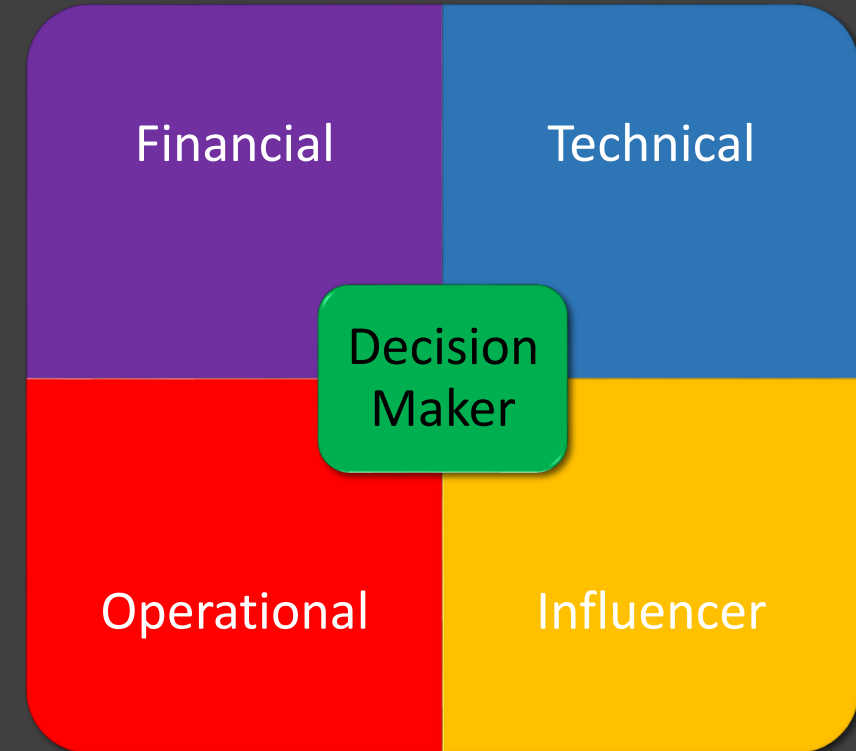 Financial
Technical
Decision
Maker
Operational
Influencer